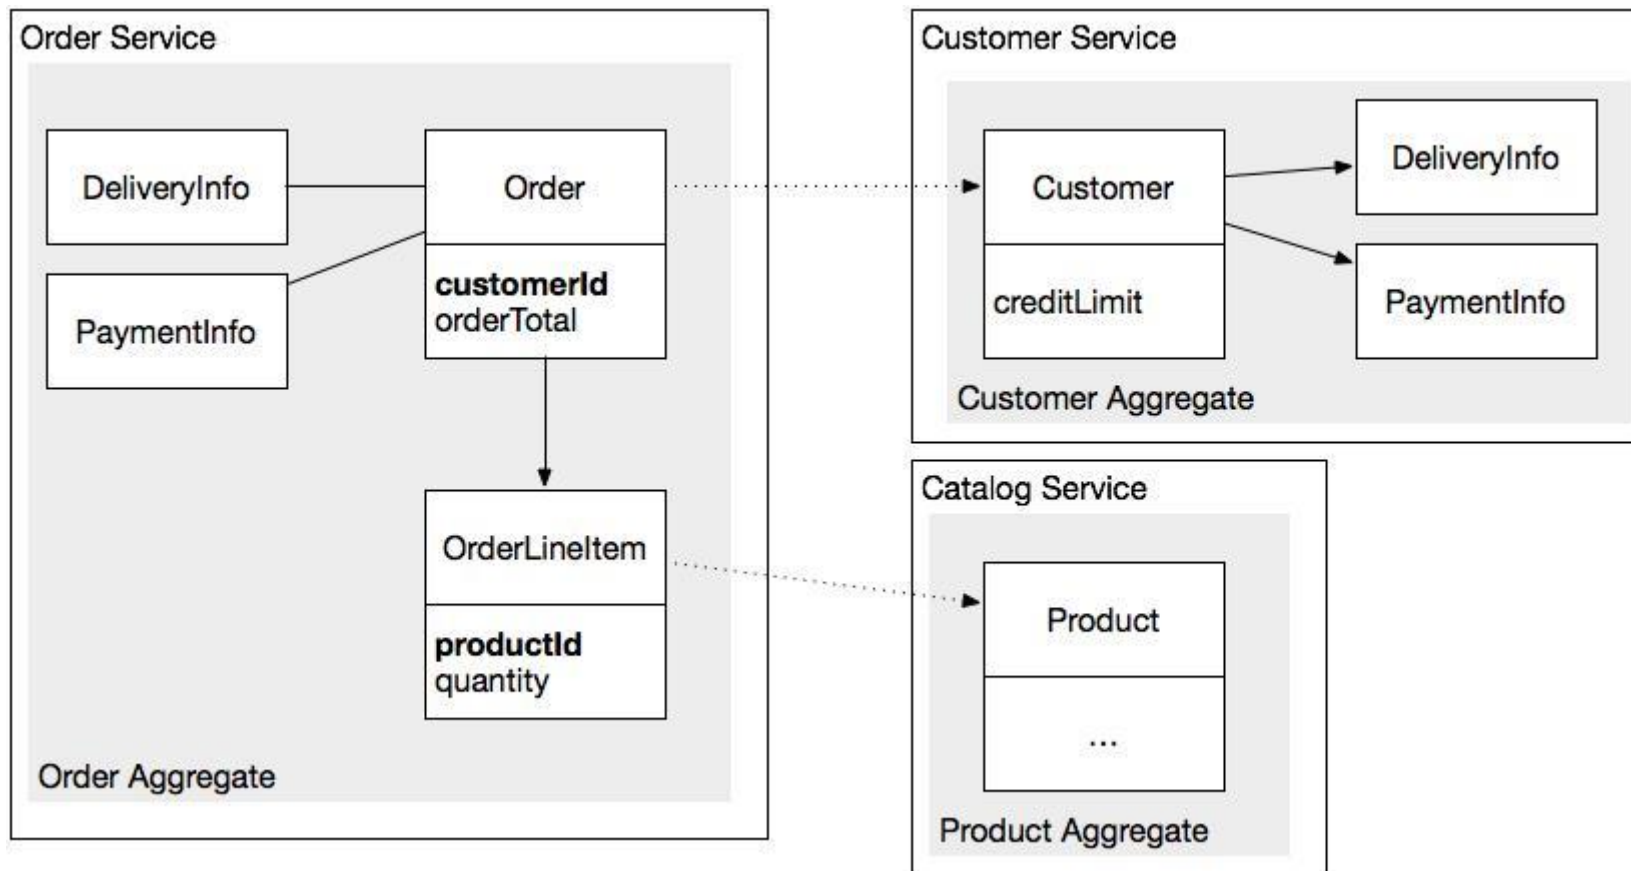 Order Service
DeliveryInfo
Order
PaymentInfo
customerId
orderTotal
OrderLineItem
productId
quantity
Order Aggregate
Customer Service
Customer
DeliveryInfo
creditLimit
PaymentInfo
Customer Aggregate
Catalog Service
Product
...
Product Aggregate